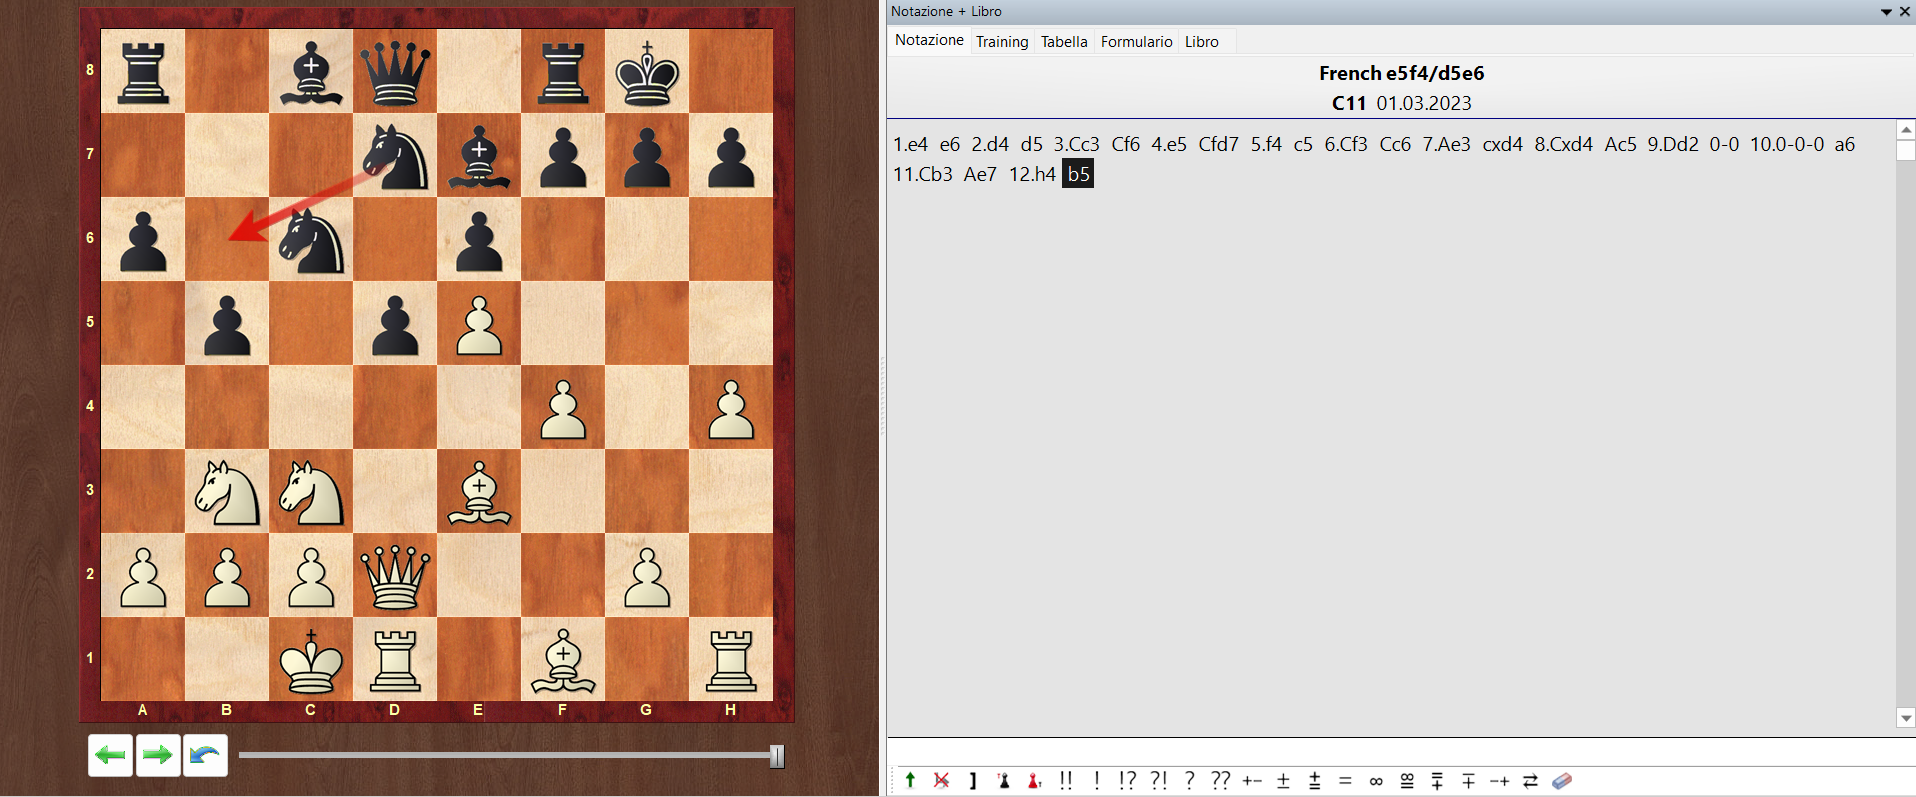 Notazione + Libro
Notazione Training Tabella Formulario Libro
French e5f4/d5e6
C11 01.03.2023
1.e4 e6 2.d4 d5 3.Cc3 Cf6 4.e5 Cfd7 5.f4 c5 6.Cf3 Cc6 7.Ae3 cxd4 8.Cxd4 Ac5 9.Dd2 0-0 10.0-0-0 a6
11.Cb3 Ae7 12.h4 b5
8
7
6
5
4
3
2
1
A B C D E F G H
] !! ! !? ?! ? ?? +- ± ⩲ = ∞ ⯹ ⩱ ∓ -+ ⇄